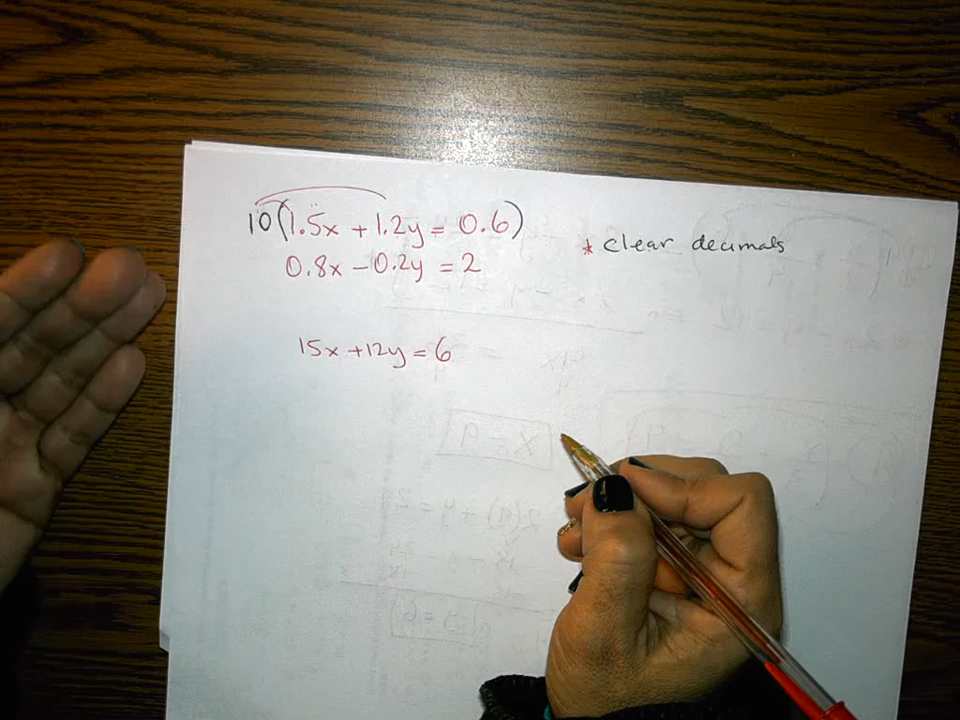 10(1.5x + 1.2y = 0.6)
* clear decimals
0.8x - 0.2y = 2
15x + 12y = 6